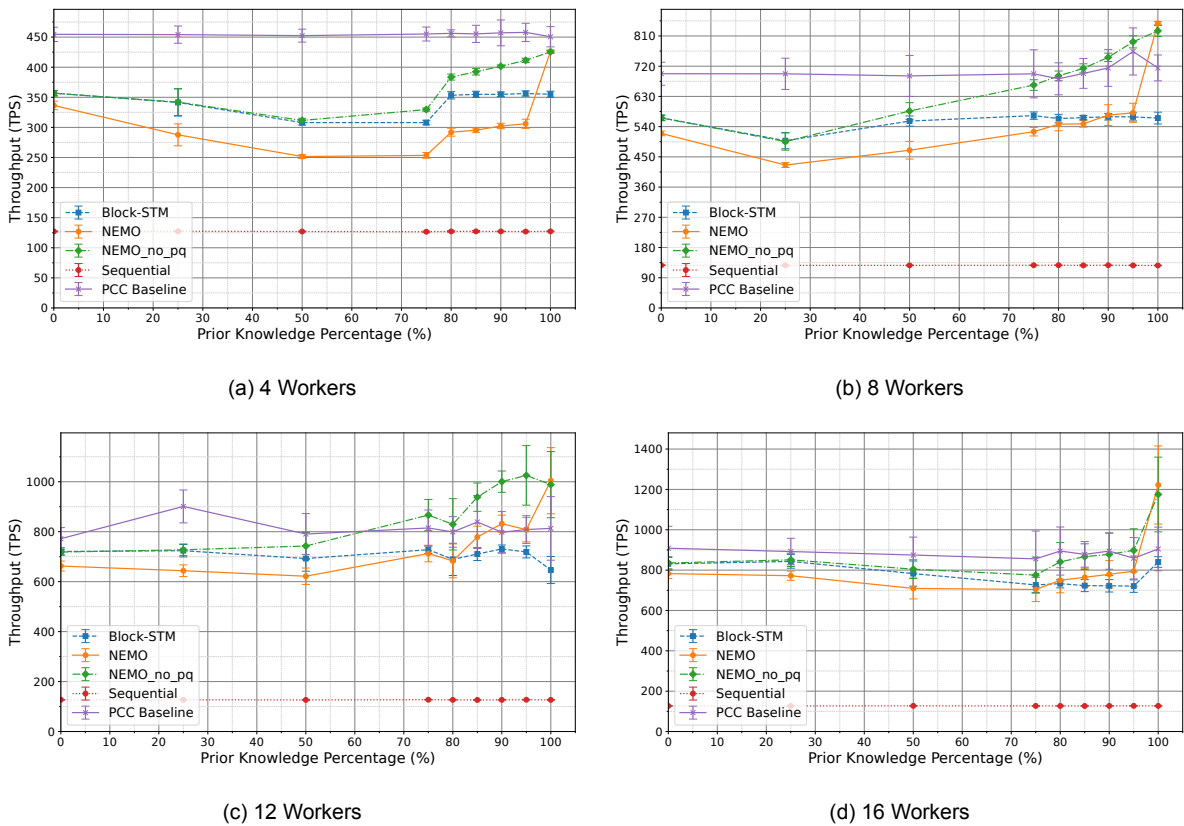 Throughput (TPS)
450
400
350
300
250
200
150
100
50
0
Block-STM
NEMO
NEMO_no_pq
Sequential
PCC Baseline
0 10 20 30 40 50 60 70 80 90 100
Prior Knowledge Percentage (%)
(a) 4 Workers
Throughput (TPS)
810
720
630
540
450
360
270
180
90
0
Block-STM
NEMO
NEMO_no_pq
Sequential
PCC Baseline
0 10 20 30 40 50 60 70 80 90 100
Prior Knowledge Percentage (%)
(b) 8 Workers
Throughput (TPS)
1000
800
600
400
200
0
Block-STM
NEMO
NEMO_no_pq
Sequential
PCC Baseline
0 10 20 30 40 50 60 70 80 90 100
Prior Knowledge Percentage (%)
(c) 12 Workers
Throughput (TPS)
1400
1200
1000
800
600
400
200
0
Block-STM
NEMO
NEMO_no_pq
Sequential
PCC Baseline
0 10 20 30 40 50 60 70 80 90 100
Prior Knowledge Percentage (%)
(d) 16 Workers